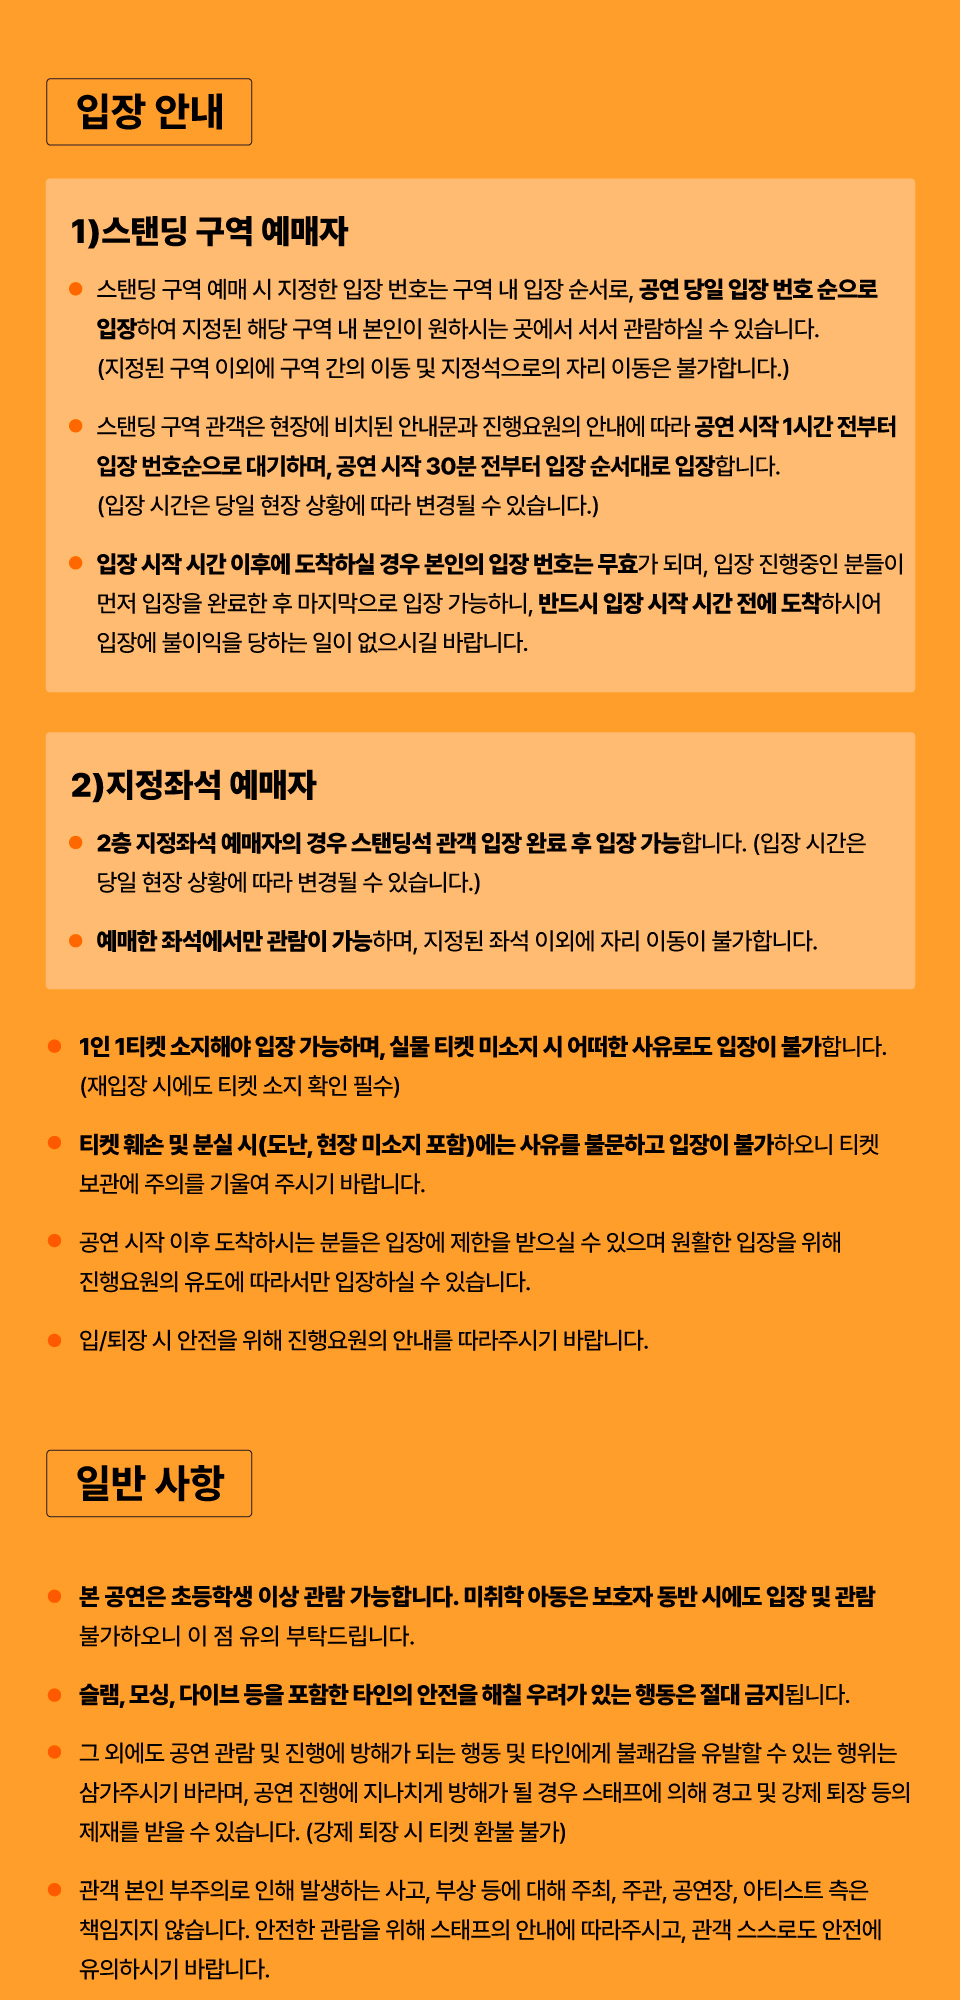 입장 안내
1)스탠딩 구역 예매자
스탠딩 구역 예매 시 지정한 입장 번호는 구역 내 입장 순서로, 공연 당일 입장 번호 순으로
입장하여 지정된 해당 구역 내 본인이 원하시는 곳에서 서서 관람하실 수 있습니다.
(지정된 구역 이외에 구역 간의 이동 및 지정석으로의 자리 이동은 불가합니다.)
스탠딩 구역 관객은 현장에 비치된 안내문과 진행요원의 안내에 따라 공연 시작 1시간 전부터
입장 번호순으로 대기하며, 공연 시작 30분 전부터 입장 순서대로 입장합니다.
(입장 시간은 당일 현장 상황에 따라 변경될 수 있습니다.)
입장 시작 시간 이후에 도착하실 경우 본인의 입장 번호는 무효가 되며, 입장 진행중인 분들이
먼저 입장을 완료한 후 마지막으로 입장 가능하니, 반드시 입장 시작 시간 전에 도착하시어
입장에 불이익을 당하는 일이 없으시길 바랍니다.
2)지정좌석 예매자
2층 지정좌석 예매자의 경우 스탠딩석 관객 입장 완료 후 입장 가능합니다. (입장 시간은
당일 현장 상황에 따라 변경될 수 있습니다.)
예매한 좌석에서만 관람이 가능하며, 지정된 좌석 이외에 자리 이동이 불가합니다.
1인 1티켓 소지해야 입장 가능하며, 실물 티켓 미소지 시 어떠한 사유로도 입장이 불가합니다.
(재입장 시에도 티켓 소지 확인 필수)
티켓 훼손 및 분실 시(도난, 현장 미소지 포함)에는 사유를 불문하고 입장이 불가하오니 티켓
보관에 주의를 기울여 주시기 바랍니다.
공연 시작 이후 도착하시는 분들은 입장에 제한을 받으실 수 있으며 원활한 입장을 위해
진행요원의 유도에 따라서만 입장하실 수 있습니다.
입/퇴장 시 안전을 위해 진행요원의 안내를 따라주시기 바랍니다.
일반 사항
본 공연은 초등학생 이상 관람 가능합니다. 미취학 아동은 보호자 동반 시에도 입장 및 관람
불가하오니 이 점 유의 부탁드립니다.
슬램, 모싱, 다이브 등을 포함한 타인의 안전을 해칠 우려가 있는 행동은 절대 금지됩니다.
그 외에도 공연 관람 및 진행에 방해가 되는 행동 및 타인에게 불쾌감을 유발할 수 있는 행위는
삼가주시기 바라며, 공연 진행에 지나치게 방해가 될 경우 스태프에 의해 경고 및 강제 퇴장 등의
제재를 받을 수 있습니다. (강제 퇴장 시 티켓 환불 불가)
관객 본인 부주의로 인해 발생하는 사고, 부상 등에 대해 주최, 주관, 공연장, 아티스트 측은
책임지지 않습니다. 안전한 관람을 위해 스태프의 안내에 따라주시고, 관객 스스로도 안전에
유의하시기 바랍니다.